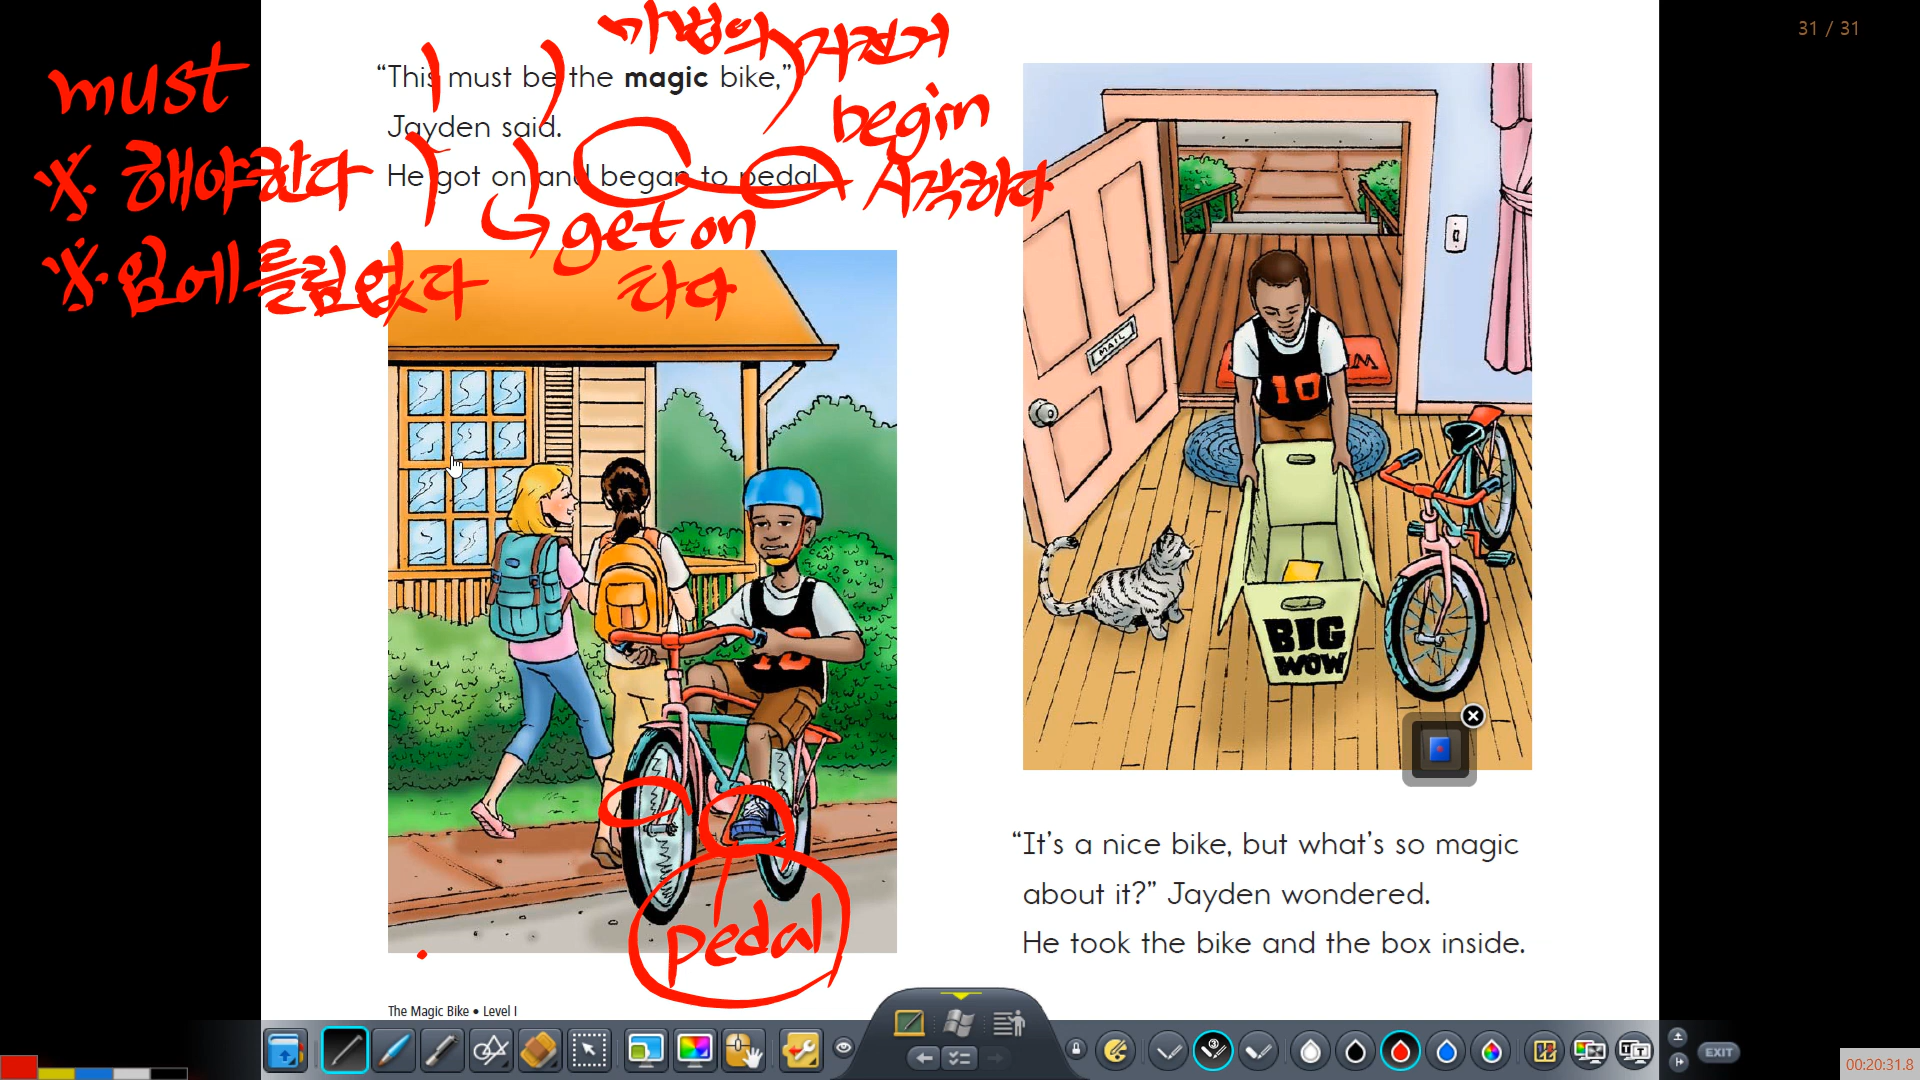 31 / 31
마법의 자전거
must
"This must be the magic bike,"
Jayden said.
begin
※ 해야한다
He got on and began to pedal
시작하다
get on
타다
※ 임에 틀림없다
MAIL
10
BIG
WOW
pedal
"It's a nice bike, but what's so magic
about it?" Jayden wondered.
He took the bike and the box inside.
The Magic Bike • Level I
EXIT
00:20:31.8